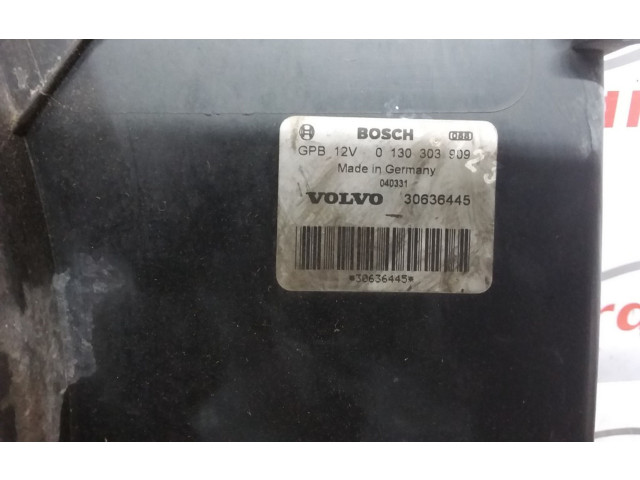 BOSCH
GPB 12V 0 130 303 909
Made in Germany
040331
VOLVO 30636445
*30636445*